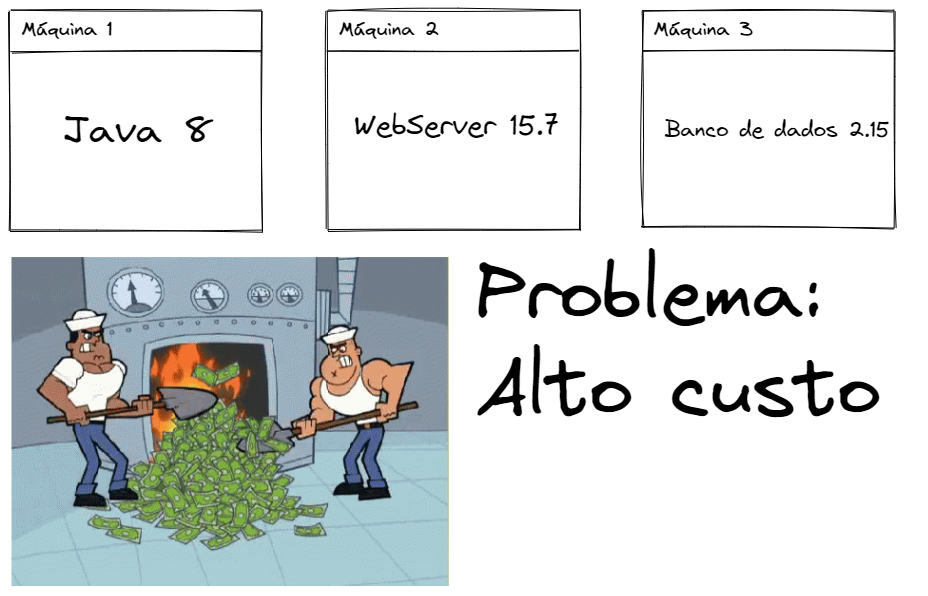 Máquina 1
Máquina 2
Máquina 3
Java 8
WebServer 15.7
Banco de dados 2.15
Problema:
Alto custo